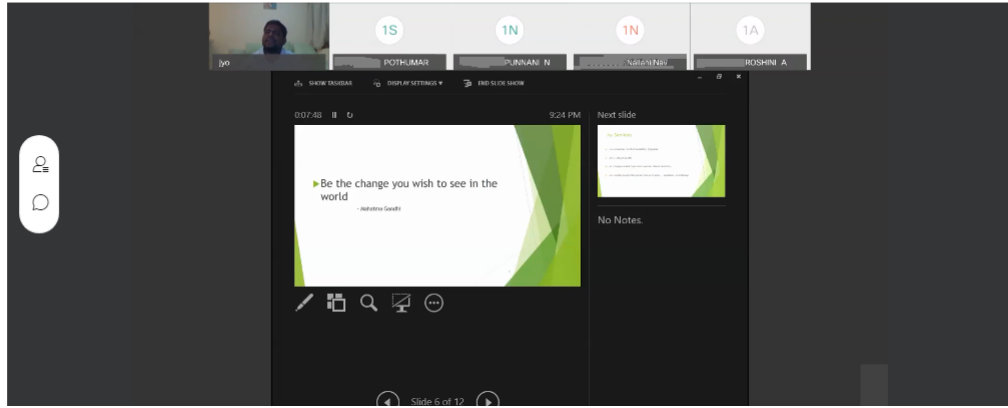 1S
1N
1N
1A
jyo
POTHUMAR
PUNNANI N
ROSHINI A
SHOW TASKBAR
DISPLAY SETTINGS ▼
END SLIDE SHOW
0:07:48
9:24 PM
Next slide
Be the change you wish to see in the
world
- Mahatma Gandhi
No Notes.
Slide 6 of 12